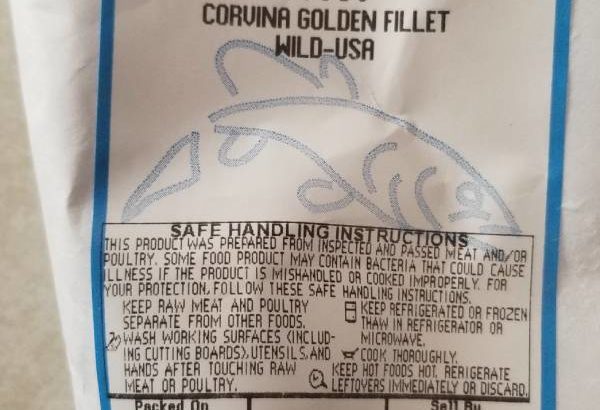 CORVINA GOLDEN FILLET
WILD-USA
SAFE HANDLING INSTRUCTIONS
THIS PRODUCT WAS PREPARED FROM INSPECTED AND PASSED MEAT AND/OR
POULTRY. SOME FOOD PRODUCT MAY CONTAIN BACTERIA THAT COULD CAUSE
ILLNESS IF THE PRODUCT IS MISHANDLED OR COOKED IMPROPERLY. FOR
YOUR PROTECTION, FOLLOW THESE SAFE HANDLING INSTRUCTIONS.
KEEP RAW MEAT AND POULTRY
SEPARATE FROM OTHER FOODS.
WASH WORKING SURFACES (INCLUD-
ING CUTTING BOARDS), UTENSILS, AND
HANDS AFTER TOUCHING RAW
MEAT OR POULTRY.
KEEP REFRIGERATED OR FROZEN
THAW IN REFRIGERATOR OR
MICROWAVE.
COOK THOROUGHLY.
KEEP HOT FOODS HOT. RERIGERATE
LEFTOVERS IMMEDIATELY OR DISCARD.
Packed On
Sell By